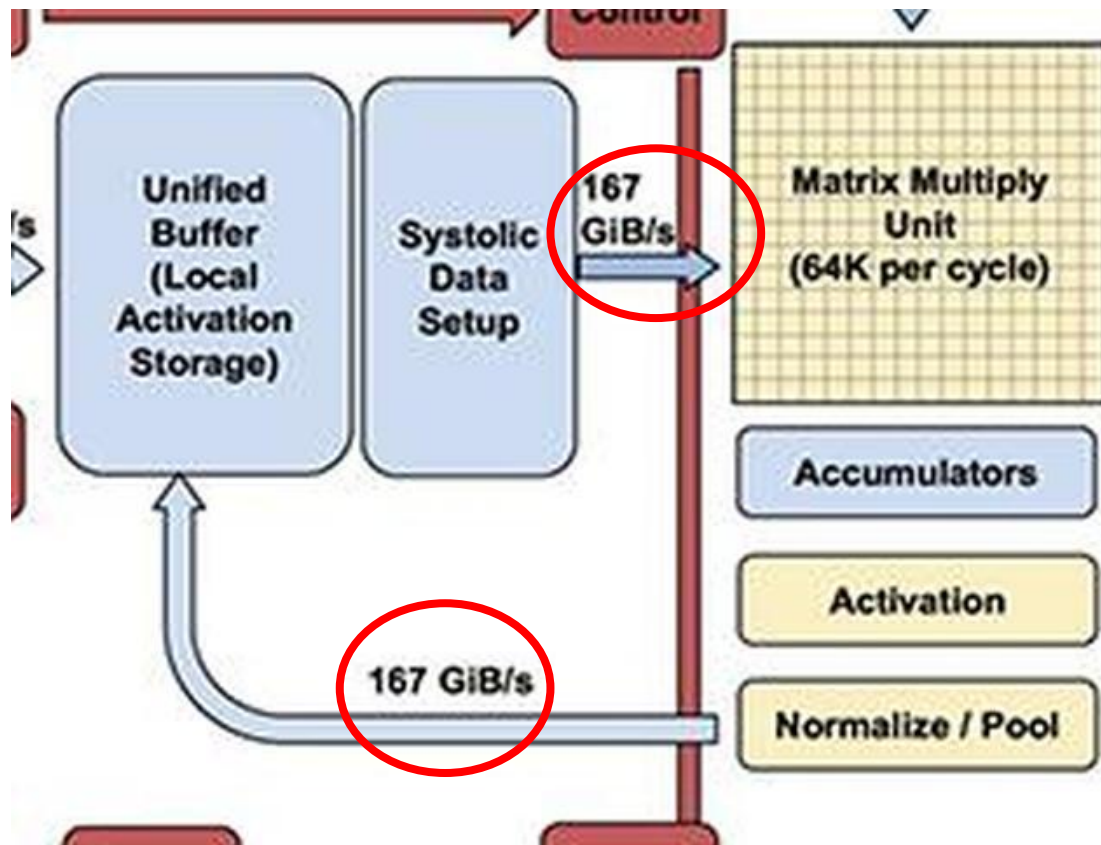 Control
Unified
Buffer
(Local
Activation
Storage)
Systolic
Data
Setup
167
GiB/s
Matrix Multiply
Unit
(64K per cycle)
/s
Accumulators
Activation
167 GiB/s
Normalize / Pool